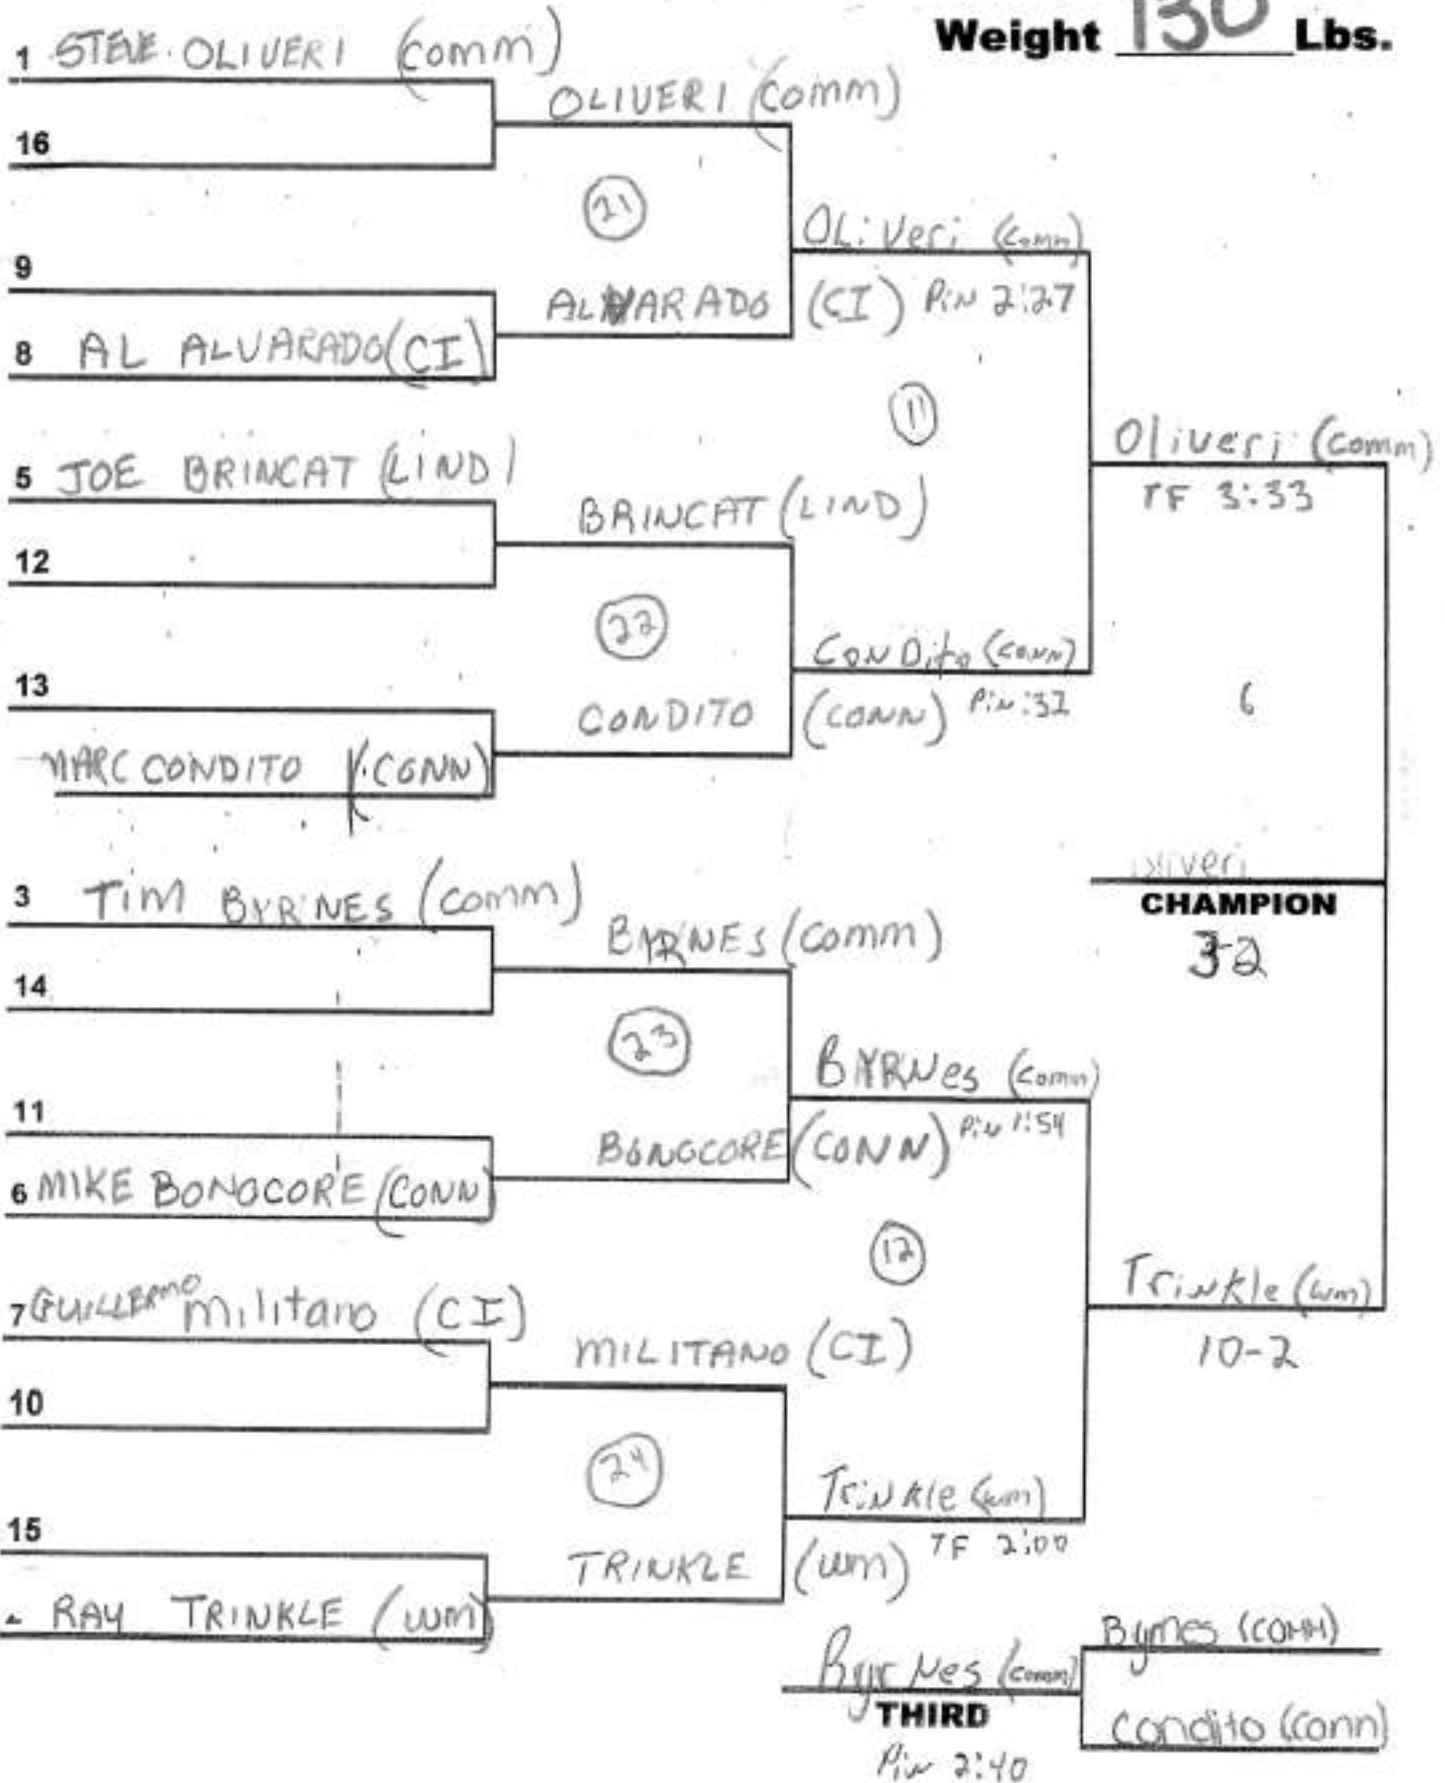 Weight 130 Lbs.
1 STEVE OLIVERI (COMM)
OLIVERI (COMM)
16
21
OLiVeri (Comm)
9
ALVARADO (CI) PiN 2:27
8 AL ALVARADO (CI)
11
Oliveri (Comm)
TF 3:33
5 JOE BRINCAT (LIND)
BRINCAT (LIND)
12
22
CoNDito (CONN)
13
CONDITO (CONN) PiN :32
6
MARC CONDITO (CONN)
Oliveri
CHAMPION
3-2
3 TIM BYRNES (COMM)
BYRNES (COMM)
14
23
BYRNes (Comm)
11
BONOCORE (CONN) PiN 1:54
6 MIKE BONOCORE (CONN)
12
Trinkle (wm)
10-2
7 GUILLERMO militano (CI)
MILITANO (CI)
10
24
TriNkle (wm)
15
TRINKLE (wm) TF 2:00
RAY TRINKLE (wm)
Byrnes (COMM)
ByrNes (comm)
THIRD
Condito (Conn)
PiN 2:40